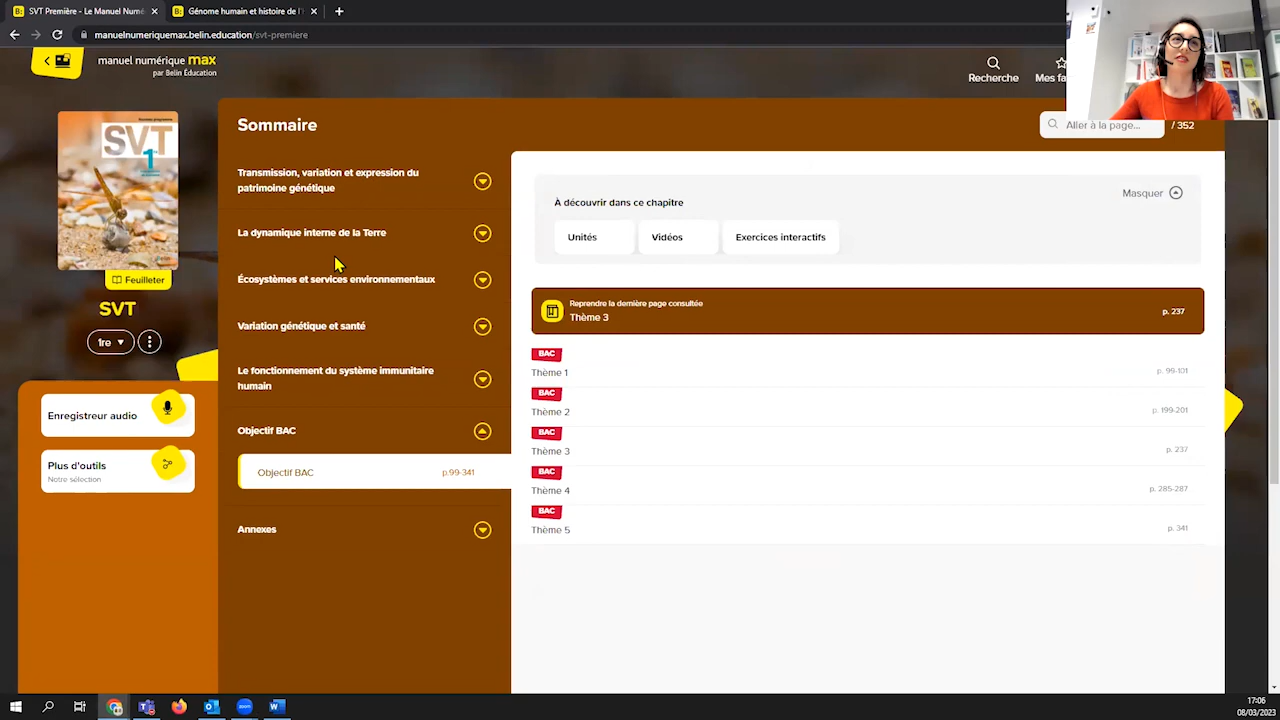 SVT Première - Le Manuel Numé
Génome humain et histoire de l'
manuelnumeriquemax.belin.education/svt-premiere
manuel numérique max
par Belin Éducation
Recherche
Mes fa
Nouveau programme
SVT
1re
Feuilleter
SVT
1re
Enregistreur audio
Plus d'outils
Notre sélection
Sommaire
Aller à la page...
/ 352
Transmission, variation et expression du
patrimoine génétique
La dynamique interne de la Terre
Écosystèmes et services environnementaux
Variation génétique et santé
Le fonctionnement du système immunitaire
humain
Objectif BAC
Objectif BAC p.99-341
Annexes
À découvrir dans ce chapitre
Masquer
Unités
Vidéos
Exercices interactifs
Reprendre la dernière page consultée
Thème 3
p. 237
BAC
Thème 1 p. 99-101
BAC
Thème 2 p. 199-201
BAC
Thème 3 p. 237
BAC
Thème 4 p. 285-287
BAC
Thème 5 p. 341
17:06
08/03/2023